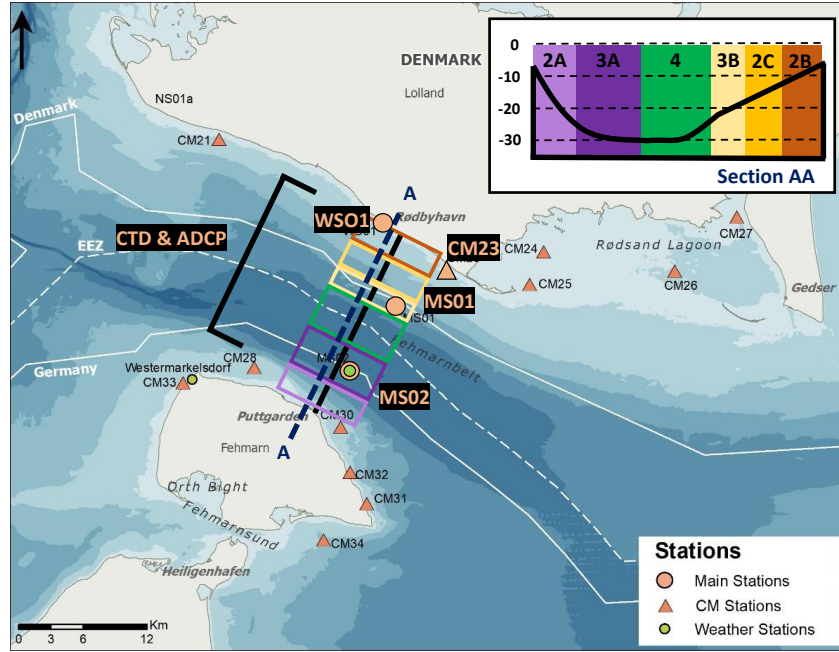 DENMARK
Lolland
NS01a
CM21
Denmark
EEZ
CTD & ADCP
Germany
A
WSO1
Rødbyhavn
CM23
MS01
Fehmarnbelt
MS02
MS02
CM24
CM25
Rødsand Lagoon
CM26
CM27
Gedser
CM28
Westermarkelsdorf
CM33
Puttgarden
CM30
Fehmarn
A
CM32
Orth Bight
CM31
Fehmarnsund
CM34
Heiligenhafen
0 3 6 12 Km
0
-10
-20
-30
2A 3A 4 3B 2C 2B
Section AA
Stations
Main Stations
CM Stations
Weather Stations